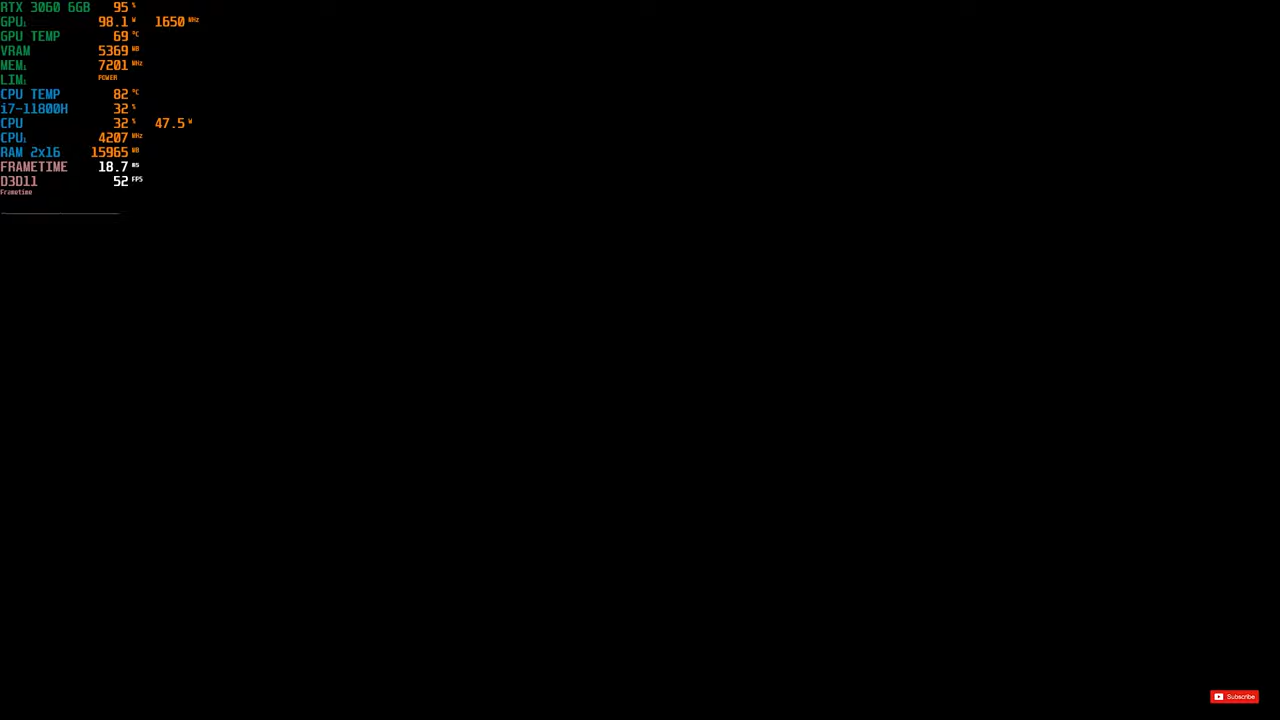 RTX 3060 6GB 95 %
GPU 98.1 W 1650 MHz
GPU TEMP 69 °C
VRAM 5369 MB
MEM 7201 MHz
LIM POWER
CPU TEMP 82 °C
i7-11800H 32 %
CPU 32 % 47.5 W
CPU 4207 MHz
RAM 2x16 15965 MB
FRAMETIME 18.7 ms
D3D11 52 FPS
Frametime
Subscribe